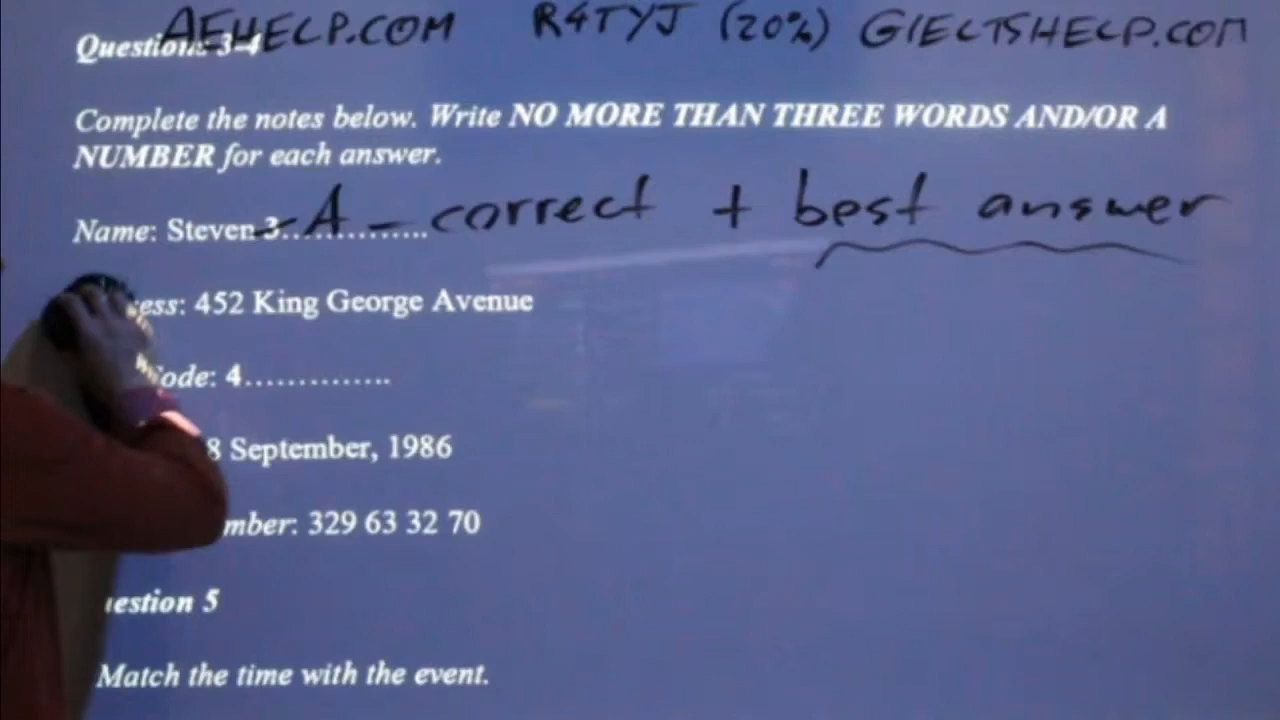 AEHELP.COM R4TYJ (20%) GIELTSHELP.COM
Questions 3-4
Complete the notes below. Write NO MORE THAN THREE WORDS AND/OR A
NUMBER for each answer.
- A - correct + best answer
Name: Steven 3..............
ess: 452 King George Avenue
ode: 4..............
8 September, 1986
mber: 329 63 32 70
estion 5
Match the time with the event.